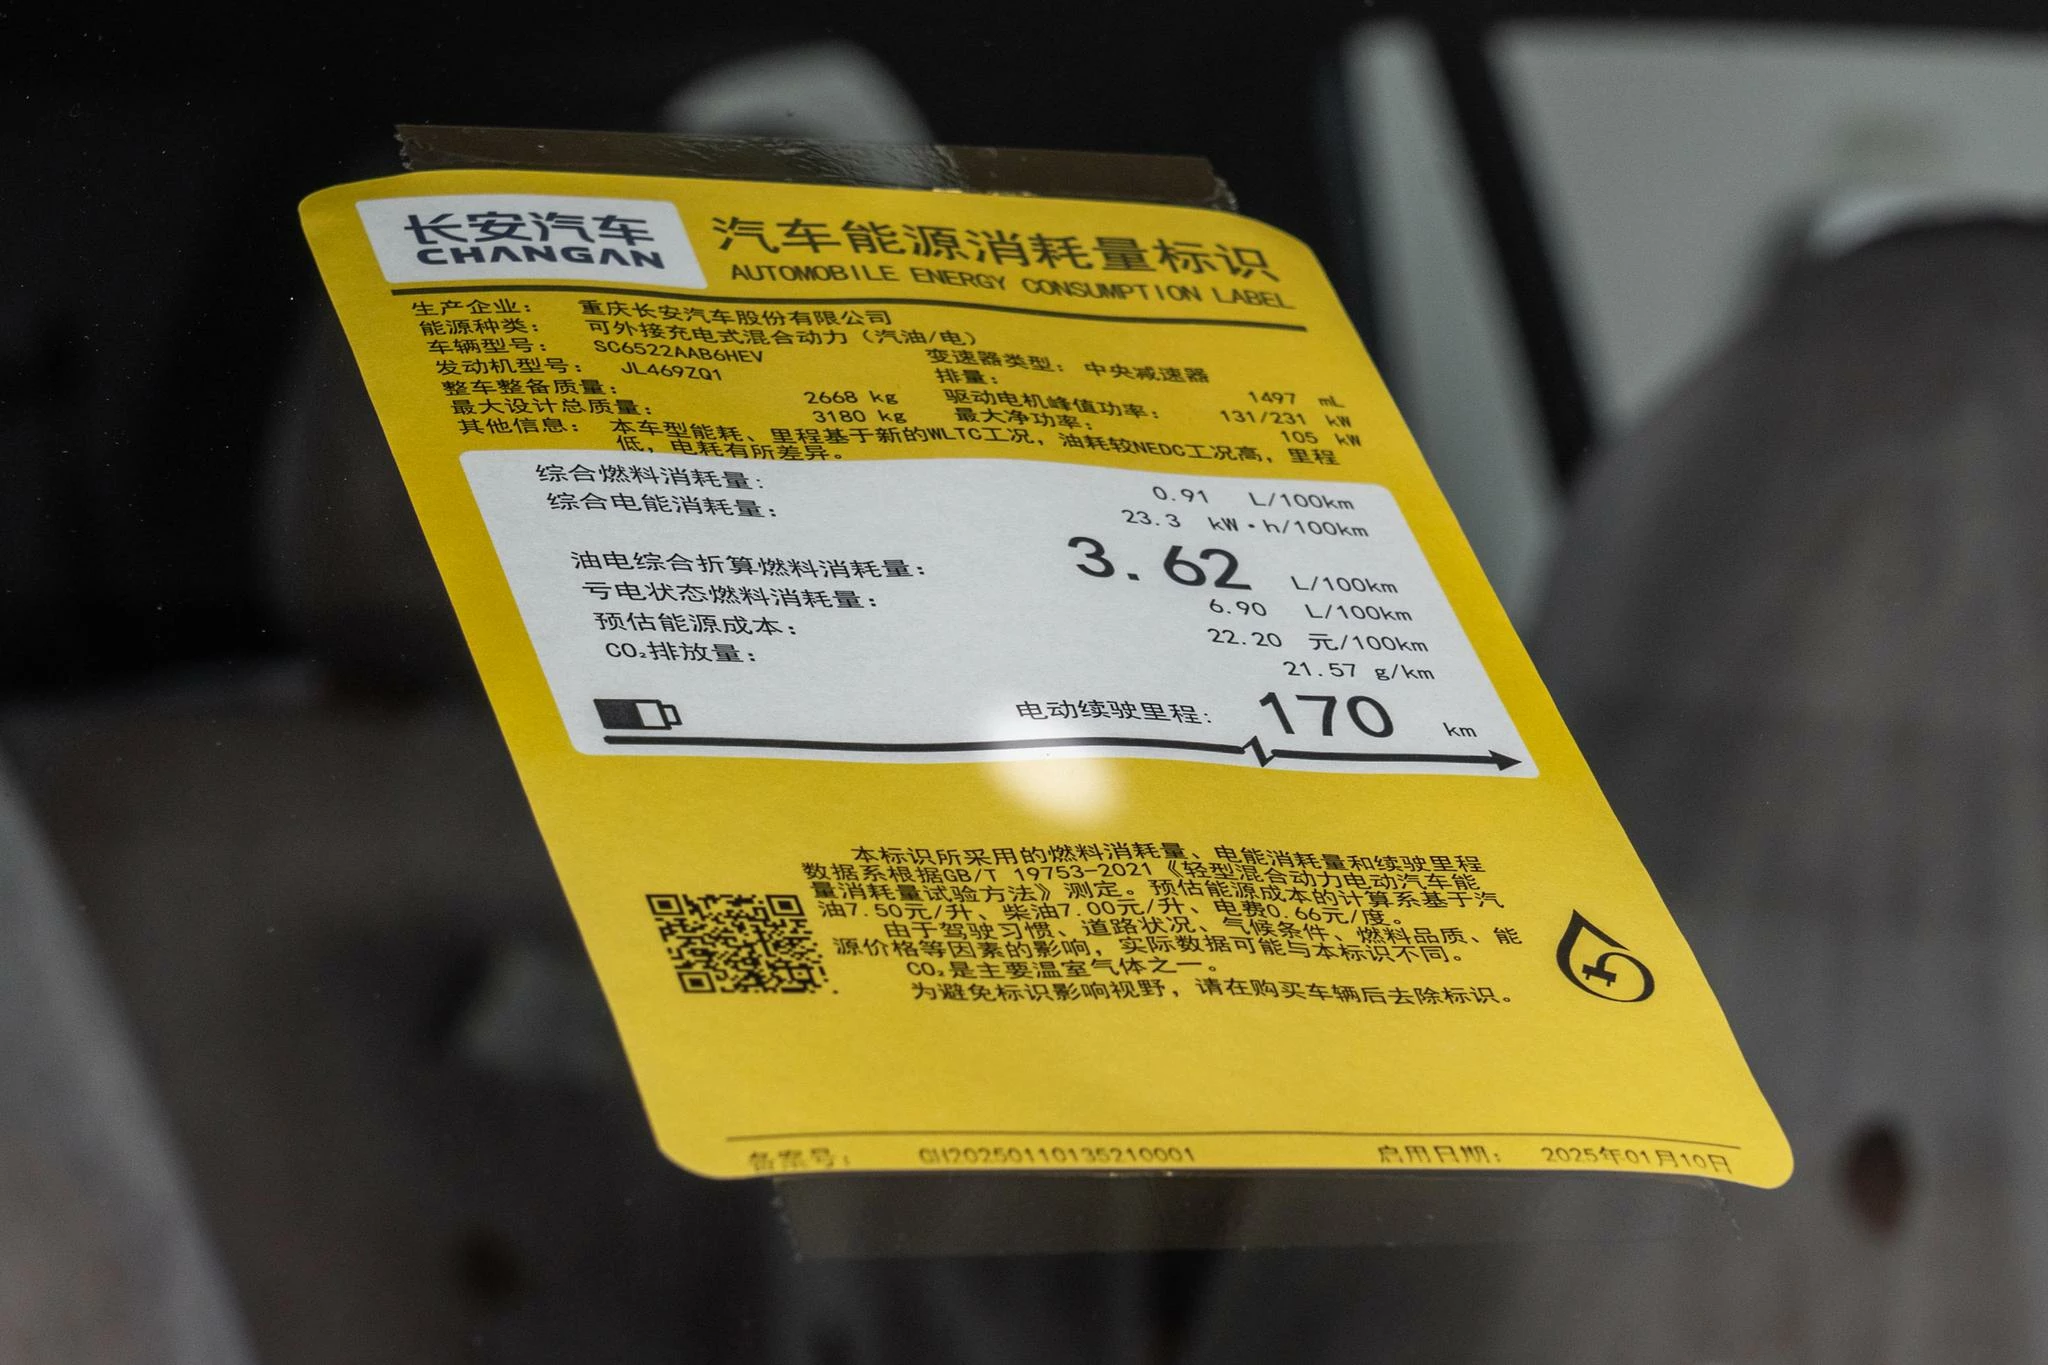 长安汽车
CHANGAN
汽车能源消耗量标识
AUTOMOBILE ENERGY CONSUMPTION LABEL
生产企业： 重庆长安汽车股份有限公司
能源种类： 可外接充电式混合动力（汽油/电）
车辆型号： SC6522AAB6HEV 变速器类型： 中央减速器
发动机型号： JL469ZQ1 排量： 1497 mL
整车整备质量： 2668 kg 驱动电机峰值功率： 131/231 kW
最大设计总质量： 3180 kg 最大净功率： 105 kW
其他信息： 本车型能耗、里程基于新的WLTC工况，油耗较NEDC工况高，里程
低，电耗有所差异。
综合燃料消耗量： 0.91 L/100km
综合电能消耗量： 23.3 kW·h/100km
油电综合折算燃料消耗量： 3.62 L/100km
亏电状态燃料消耗量： 6.90 L/100km
预估能源成本： 22.20 元/100km
CO₂排放量： 21.57 g/km
电动续驶里程： 170 km
本标识所采用的燃料消耗量、电能消耗量和续驶里程
数据系根据GB/T 19753-2021《轻型混合动力电动汽车能
量消耗量试验方法》测定。预估能源成本的计算系基于汽
油7.50元/升、柴油7.00元/升、电费0.66元/度。
由于驾驶习惯、道路状况、气候条件、燃料品质、能
源价格等因素的影响，实际数据可能与本标识不同。
CO₂是主要温室气体之一。
为避免标识影响视野，请在购买车辆后去除标识。
备案号： GH20250110135210001 启用日期： 2025年01月10日